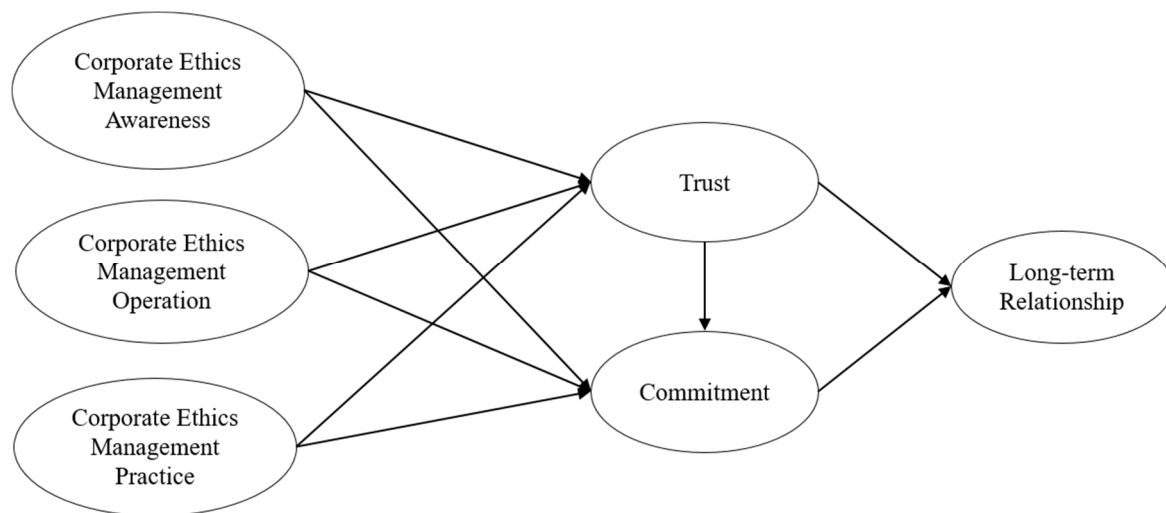 Corporate Ethics
Management
Awareness
Trust
Corporate Ethics
Management
Operation
Long-term
Relationship
Commitment
Corporate Ethics
Management
Practice